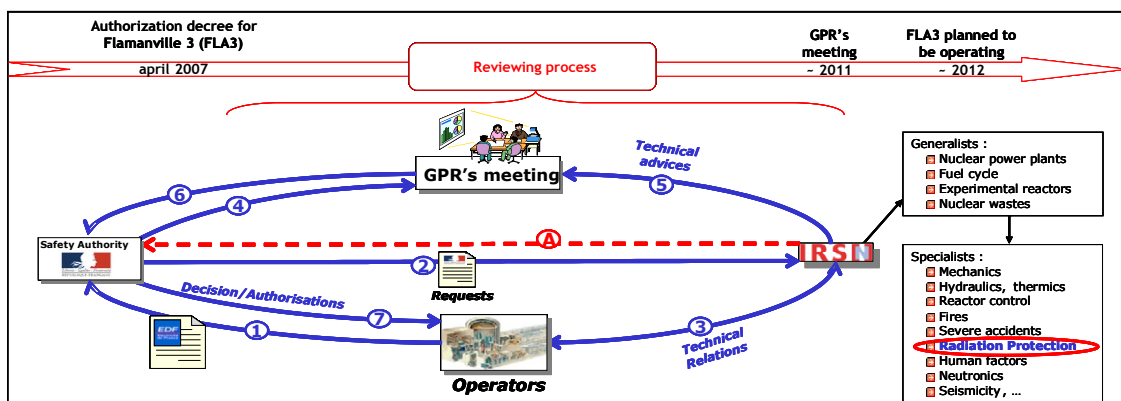 Authorization decree for
Flamanville 3 (FLA3)
april 2007
Reviewing process
GPR's
meeting
~ 2011
FLA3 planned to
be operating
~ 2012
GPR's meeting
Technical
advices
6
4
5
Safety Authority
A
IRSN
2
Requests
Decision/Authorisations
7
1
EDF
3
Technical
Relations
Operators
Generalists :
Nuclear power plants
Fuel cycle
Experimental reactors
Nuclear wastes
Specialists :
Mechanics
Hydraulics, thermics
Reactor control
Fires
Severe accidents
Radiation Protection
Human factors
Neutronics
Seismicity, …